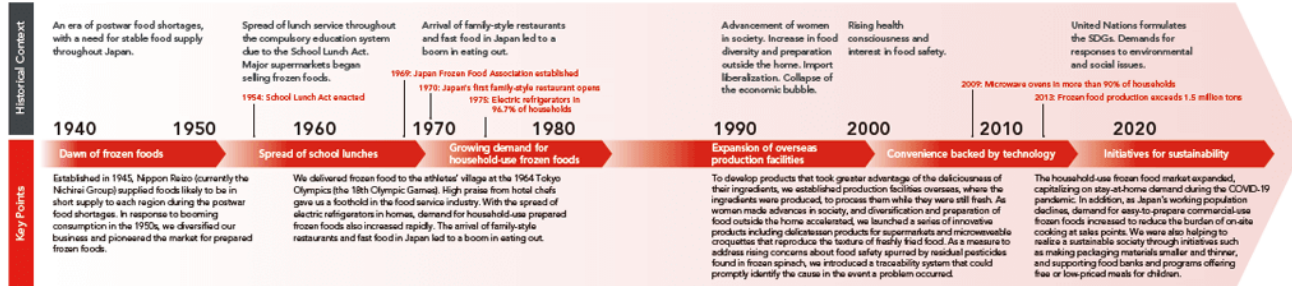 Historical Context
An era of postwar food shortages,
with a need for stable food supply
throughout Japan.
Spread of lunch service throughout
the compulsory education system
due to the School Lunch Act.
Major supermarkets began
selling frozen foods.
Arrival of family-style restaurants
and fast food in Japan led to a
boom in eating out.
Advancement of women
in society. Increase in food
diversity and preparation
outside the home. Import
liberalization. Collapse of
the economic bubble.
Rising health
consciousness and
interest in food safety.
United Nations formulates
the SDGs. Demands for
responses to environmental
and social issues.
1954: School Lunch Act enacted
1969: Japan Frozen Food Association established
1970: Japan's first family-style restaurant opens
1975: Electric refrigerators in
96.7% of households
2009: Microwave ovens in more than 90% of households
2013: Frozen food production exceeds 1.5 million tons
1940
1950
1960
1970
1980
1990
2000
2010
2020
Key Points
Dawn of frozen foods
Spread of school lunches
Growing demand for
household-use frozen foods
Expansion of overseas
production facilities
Convenience backed by technology
Initiatives for sustainability
Established in 1945, Nippon Reizo (currently the
Nichirei Group) supplied foods likely to be in
short supply to each region during the postwar
food shortages. In response to booming
consumption in the 1950s, we diversified our
business and pioneered the market for prepared
frozen foods.
We delivered frozen food to the athletes' village at the 1964 Tokyo
Olympics (the 18th Olympic Games). High praise from hotel chefs
gave us a foothold in the food service industry. With the spread of
electric refrigerators in homes, demand for household-use prepared
frozen foods also increased rapidly. The arrival of family-style
restaurants and fast food in Japan led to a boom in eating out.
To develop products that took greater advantage of the deliciousness of
their ingredients, we established production facilities overseas, where the
ingredients were produced, to process them while they were still fresh. As
women made advances in society, and diversification and preparation of
food outside the home accelerated, we launched a series of innovative
products including delicatessen products for supermarkets and microwaveable
croquettes that reproduce the texture of freshly fried food. As a measure to
address rising concerns about food safety spurred by residual pesticides
found in frozen spinach, we introduced a traceability system that could
promptly identify the cause in the event a problem occurred.
The household-use frozen food market expanded,
capitalizing on stay-at-home demand during the COVID-19
pandemic. In addition, as Japan's working population
declines, demand for easy-to-prepare commercial-use
frozen foods increased to reduce the burden of on-site
cooking at sales points. We were also helping to
realize a sustainable society through initiatives such
as making packaging materials smaller and thinner,
and supporting food banks and programs offering
free or low-priced meals for children.